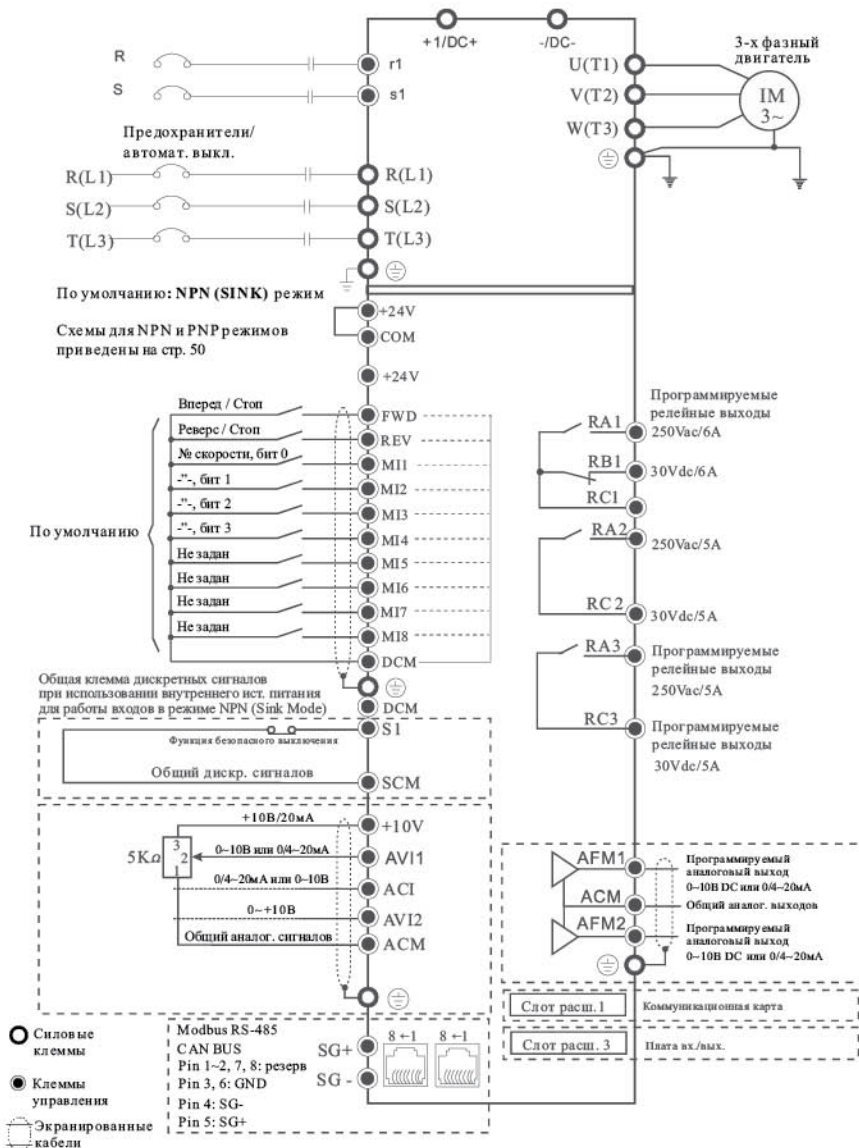 +1/DC+
-/DC-
R
r1
S
s1
U(T1)
V(T2)
W(T3)
3-х фазный
двигатель
IM
3~
Предохранители/
автомат. выкл.
R(L1)
R(L1)
S(L2)
S(L2)
T(L3)
T(L3)
По умолчанию: NPN (SINK) режим
Схемы для NPN и PNP режимов
приведены на стр. 50
+24V
COM
+24V
По умолчанию
Вперед / Стоп
FWD
Реверс / Стоп
REV
№ скорости, бит 0
MI1
-”-, бит 1
MI2
-”-, бит 2
MI3
-”-, бит 3
MI4
Не задан
MI5
Не задан
MI6
Не задан
MI7
Не задан
MI8
DCM
Общая клемма дискретных сигналов
при использовании внутреннего ист. питания
для работы входов в режиме NPN (Sink Mode)
DCM
S1
Функция безопасного выключения
Общий дискр. сигналов
SCM
+10В/20мА
+10V
5KΩ
3
2
1
0~10В или 0/4~20мА
AVI1
0/4~20мА или 0~10В
ACI
0~+10В
AVI2
Общий аналог. сигналов
ACM
Программируемые
релейные выходы
RA1
250Vac/6A
RB1
30Vdc/6A
RC1
RA2
250Vac/5A
RC2
30Vdc/5A
RA3
Программируемые
релейные выходы
250Vac/5A
RC3
Программируемые
релейные выходы
30Vdc/5A
AFM1
Программируемый
аналоговый выход
0~10В DC или 0/4~20мА
ACM
Общий аналог. выходов
AFM2
Программируемый
аналоговый выход
0~10В DC или 0/4~20мА
Слот расш. 1
Коммуникационная карта
Слот расш. 3
Плата вх./вых.
Силовые
клеммы
Клеммы
управления
Экранированные
кабели
Modbus RS-485
CAN BUS
Pin 1~2, 7, 8: резерв
Pin 3, 6: GND
Pin 4: SG-
Pin 5: SG+
SG+
SG -
8 ←1
8 ←1